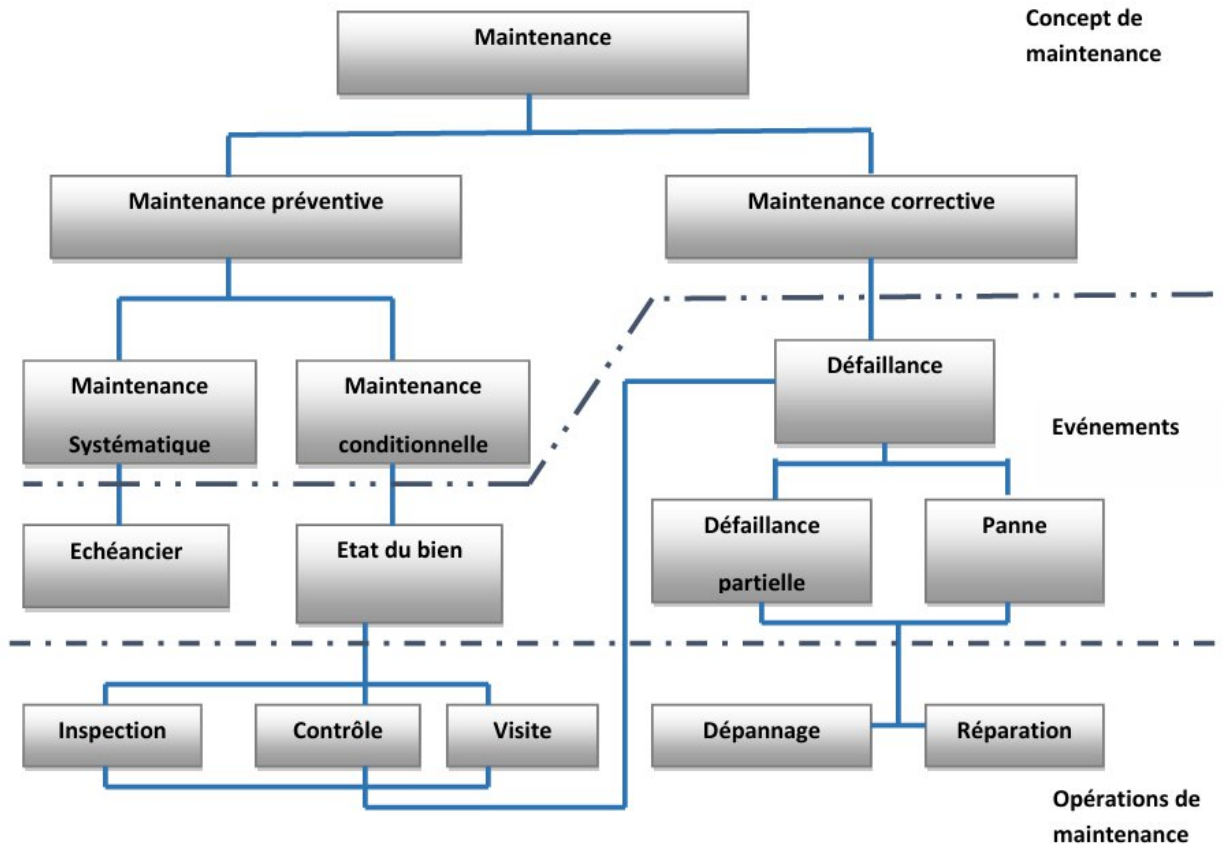 Maintenance
Concept de
maintenance
Maintenance préventive
Maintenance corrective
Maintenance
Systématique
Maintenance
conditionnelle
Défaillance
Evénements
Echéancier
Etat du bien
Défaillance
partielle
Panne
Inspection
Contrôle
Visite
Dépannage
Réparation
Opérations de
maintenance